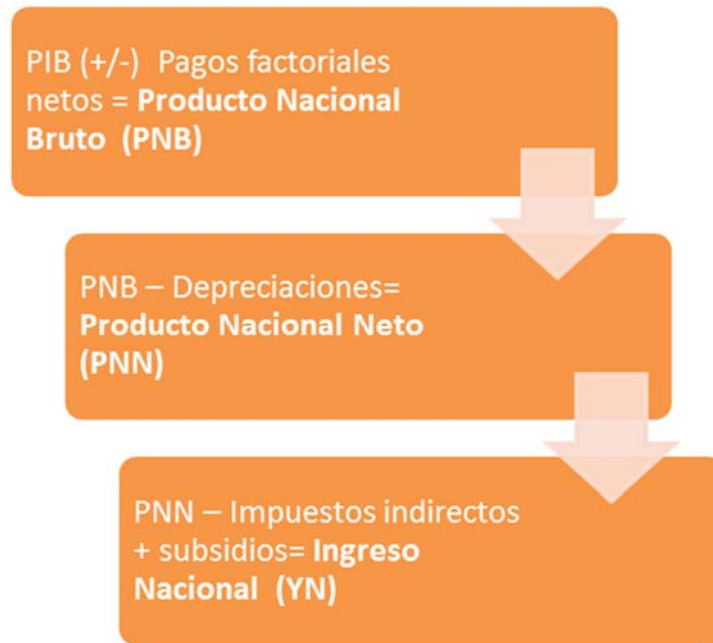 PIB (+/-) Pagos factoriales
netos = Producto Nacional
Bruto (PNB)
PNB – Depreciaciones=
Producto Nacional Neto
(PNN)
PNN – Impuestos indirectos
+ subsidios= Ingreso
Nacional (YN)